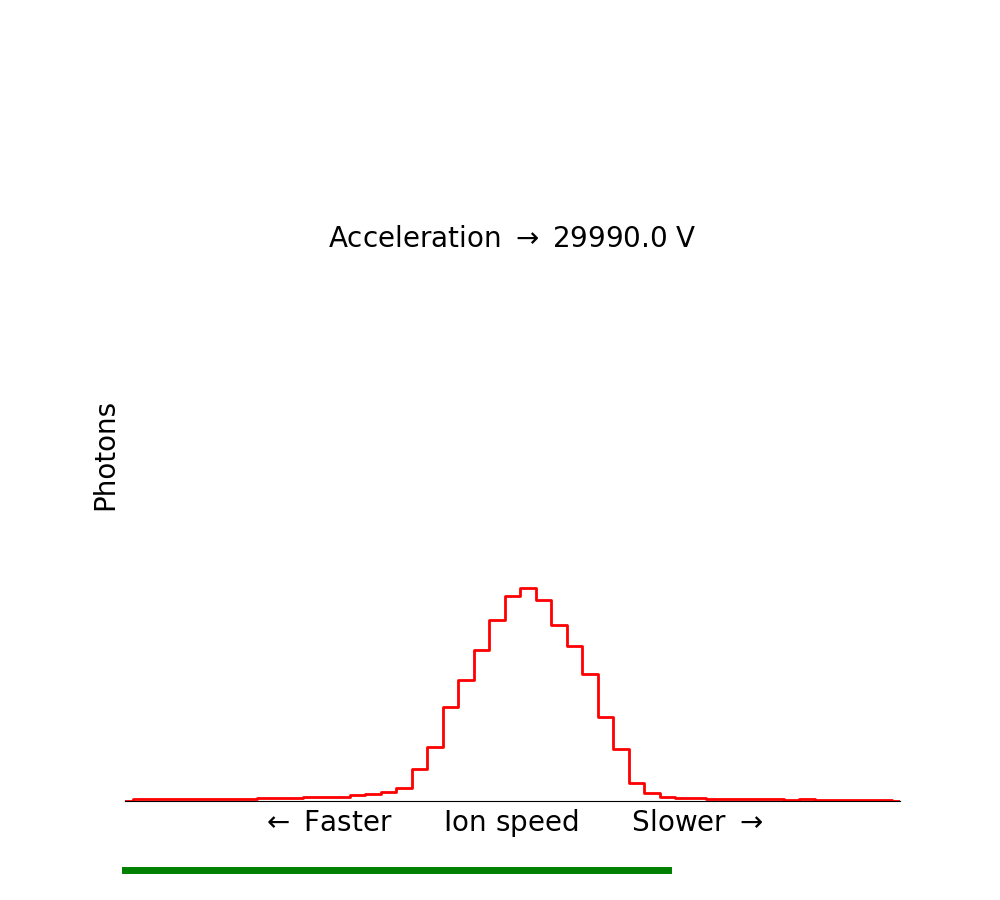 Acceleration → 29990.0 V
Photons
← Faster Ion speed Slower →